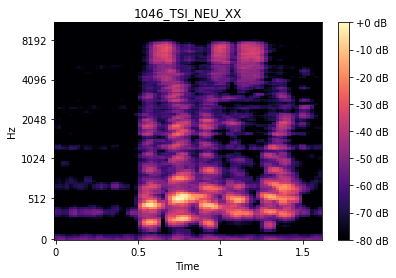 1046_TSI_NEU_XX
8192
4096
2048
1024
512
0
Hz
0
0.5
1
1.5
Time
+0 dB
-10 dB
-20 dB
-30 dB
-40 dB
-50 dB
-60 dB
-70 dB
-80 dB